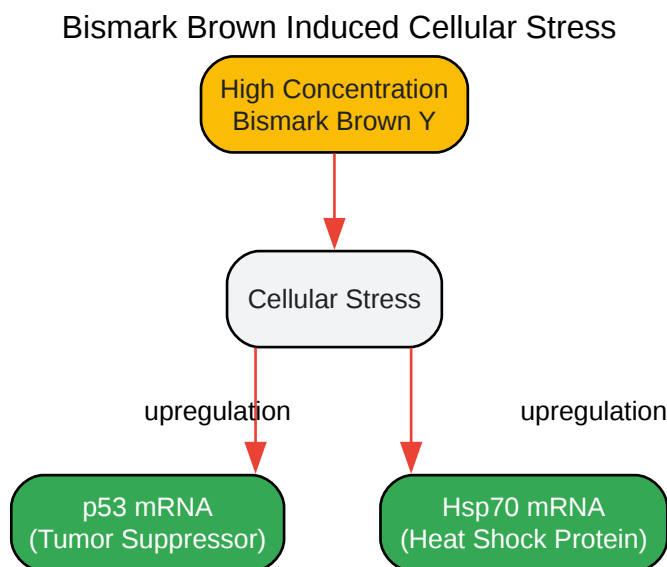 Bismark Brown Induced Cellular Stress
High Concentration
Bismark Brown Y
Cellular Stress
upregulation
upregulation
p53 mRNA
(Tumor Suppressor)
Hsp70 mRNA
(Heat Shock Protein)